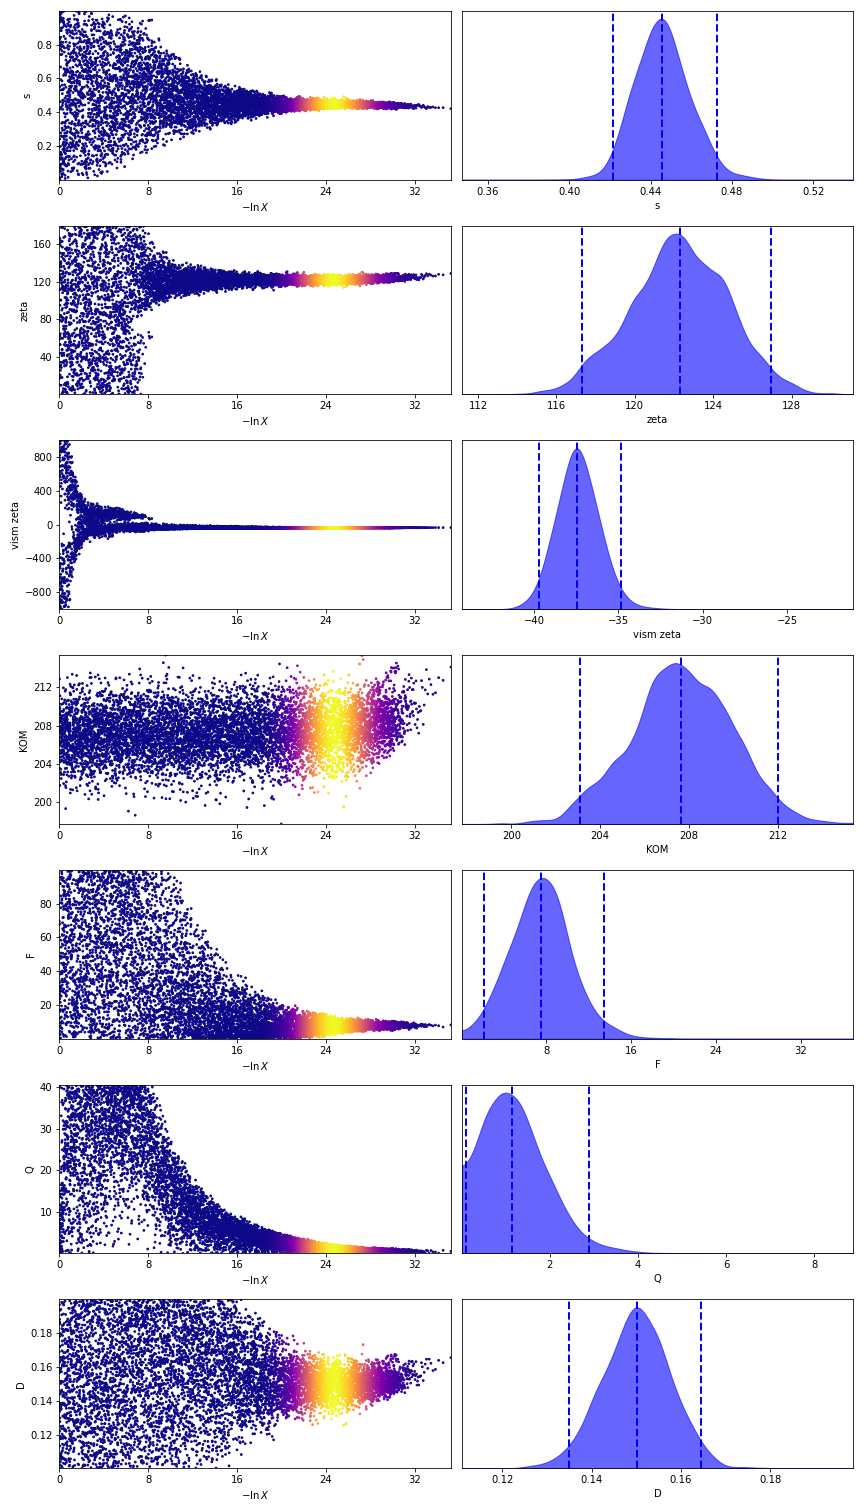 0.8
0.6
0.4
0.2
s
0 8 16 24 32
−ln X
0.36 0.40 0.44 0.48 0.52
s
160
120
80
40
zeta
0 8 16 24 32
−ln X
112 116 120 124 128
zeta
800
400
0
−400
−800
vism zeta
0 8 16 24 32
−ln X
−40 −35 −30 −25
vism zeta
212
208
204
200
KOM
0 8 16 24 32
−ln X
200 204 208 212
KOM
80
60
40
20
F
0 8 16 24 32
−ln X
8 16 24 32
F
40
30
20
10
Q
0 8 16 24 32
−ln X
2 4 6 8
Q
0.18
0.16
0.14
0.12
D
0 8 16 24 32
−ln X
0.12 0.14 0.16 0.18
D